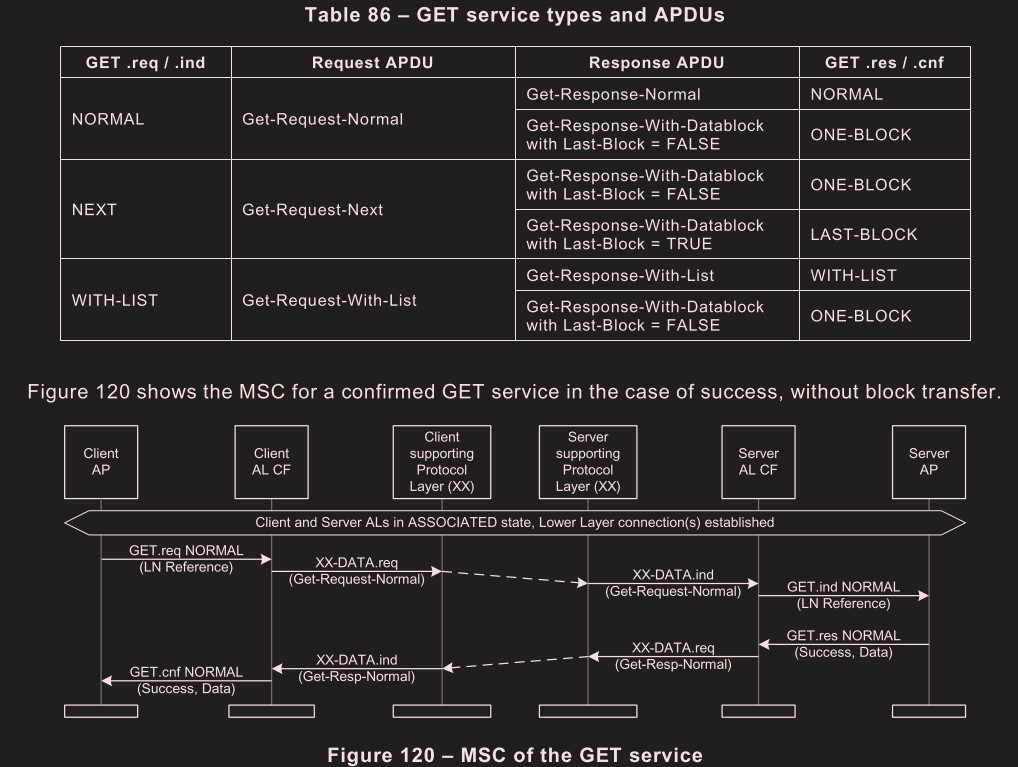 Table 86 – GET service types and APDUs
GET .req / .ind
Request APDU
Response APDU
GET .res / .cnf
NORMAL
Get-Request-Normal
Get-Response-Normal
NORMAL
Get-Response-With-Datablock
with Last-Block = FALSE
ONE-BLOCK
NEXT
Get-Request-Next
Get-Response-With-Datablock
with Last-Block = FALSE
ONE-BLOCK
Get-Response-With-Datablock
with Last-Block = TRUE
LAST-BLOCK
WITH-LIST
Get-Request-With-List
Get-Response-With-List
WITH-LIST
Get-Response-With-Datablock
with Last-Block = FALSE
ONE-BLOCK
Figure 120 shows the MSC for a confirmed GET service in the case of success, without block transfer.
Client
AP
Client
AL CF
Client
supporting
Protocol
Layer (XX)
Server
supporting
Protocol
Layer (XX)
Server
AL CF
Server
AP
Client and Server ALs in ASSOCIATED state, Lower Layer connection(s) established
GET.req NORMAL
(LN Reference)
XX-DATA.req
(Get-Request-Normal)
XX-DATA.ind
(Get-Request-Normal)
GET.ind NORMAL
(LN Reference)
GET.res NORMAL
(Success, Data)
XX-DATA.req
(Get-Resp-Normal)
XX-DATA.ind
(Get-Resp-Normal)
GET.cnf NORMAL
(Success, Data)
Figure 120 – MSC of the GET service